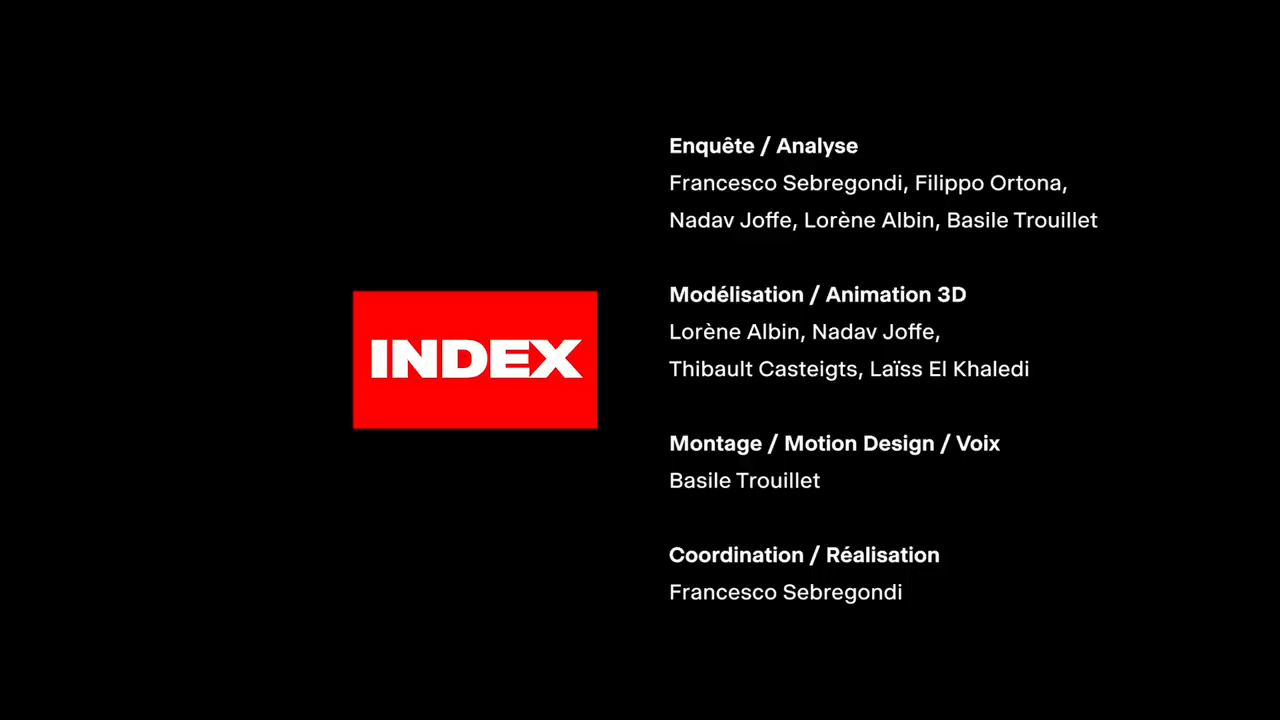 INDEX
Enquête / Analyse
Francesco Sebregondi, Filippo Ortona,
Nadav Joffe, Lorène Albin, Basile Trouillet
Modélisation / Animation 3D
Lorène Albin, Nadav Joffe,
Thibault Casteigts, Laïss El Khaledi
Montage / Motion Design / Voix
Basile Trouillet
Coordination / Réalisation
Francesco Sebregondi